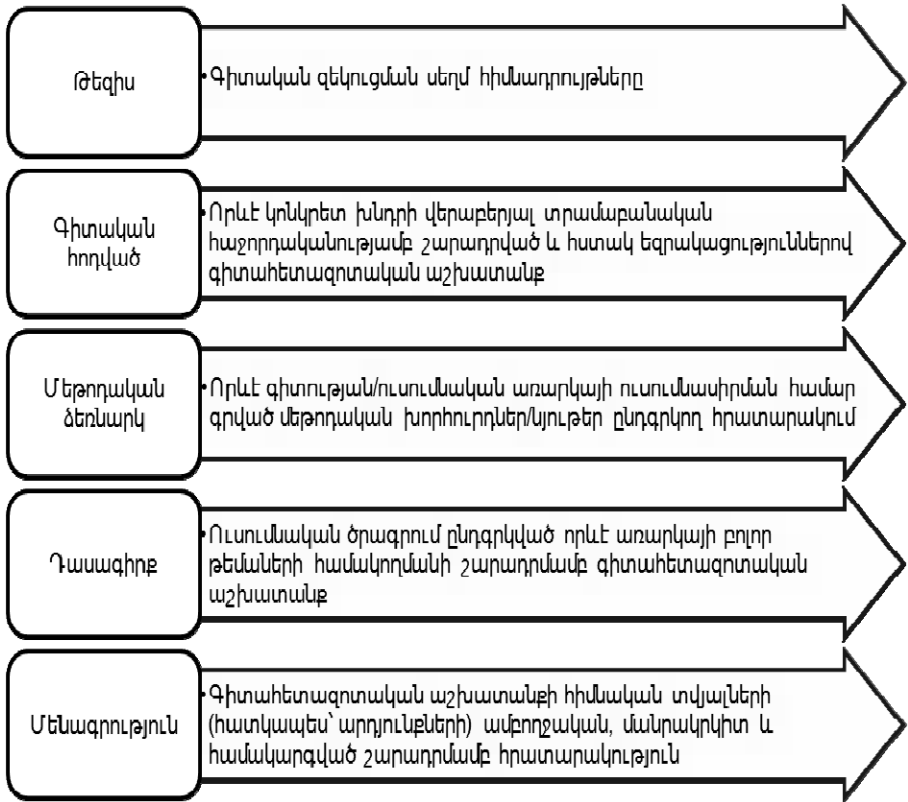 Թեզիս
•Գիտական զեկուցման սեղմ հիմնադրույթները
Գիտական
հոդված
•Որևէ կոնկրետ խնդրի վերաբերյալ տրամաբանական
հաջորդականությամբ շարադրված և հստակ եզրակացություններով
գիտահետազոտական աշխատանք
Մեթոդական
ձեռնարկ
•Որևէ գիտության/ուսումնական առարկայի ուսումնասիրման համար
գրված մեթոդական խորհուրդներ/նյութեր ընդգրկող հրատարակում
Դասագիրք
•Ուսումնական ծրագրում ընդգրկված որևէ առարկայի բոլոր
թեմաների համակողմանի շարադրմամբ գիտահետազոտական
աշխատանք
Մենագրություն
•Գիտահետազոտական աշխատանքի հիմնական տվյալների
(հատկապես՝ արդյունքների) ամբողջական, մանրակրկիտ և
համակարգված շարադրմամբ հրատարակություն